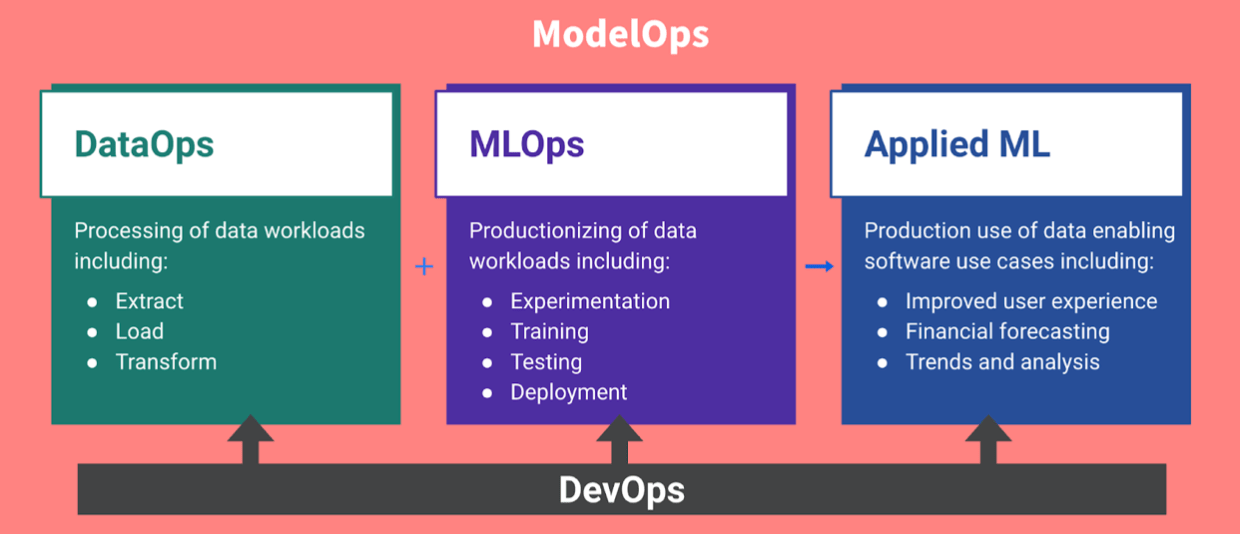 ModelOps
DataOps
Processing of data workloads
including:
● Extract
● Load
● Transform
+
MLOps
Productionizing of data
workloads including:
● Experimentation
● Training
● Testing
● Deployment
Applied ML
Production use of data enabling
software use cases including:
● Improved user experience
● Financial forecasting
● Trends and analysis
DevOps